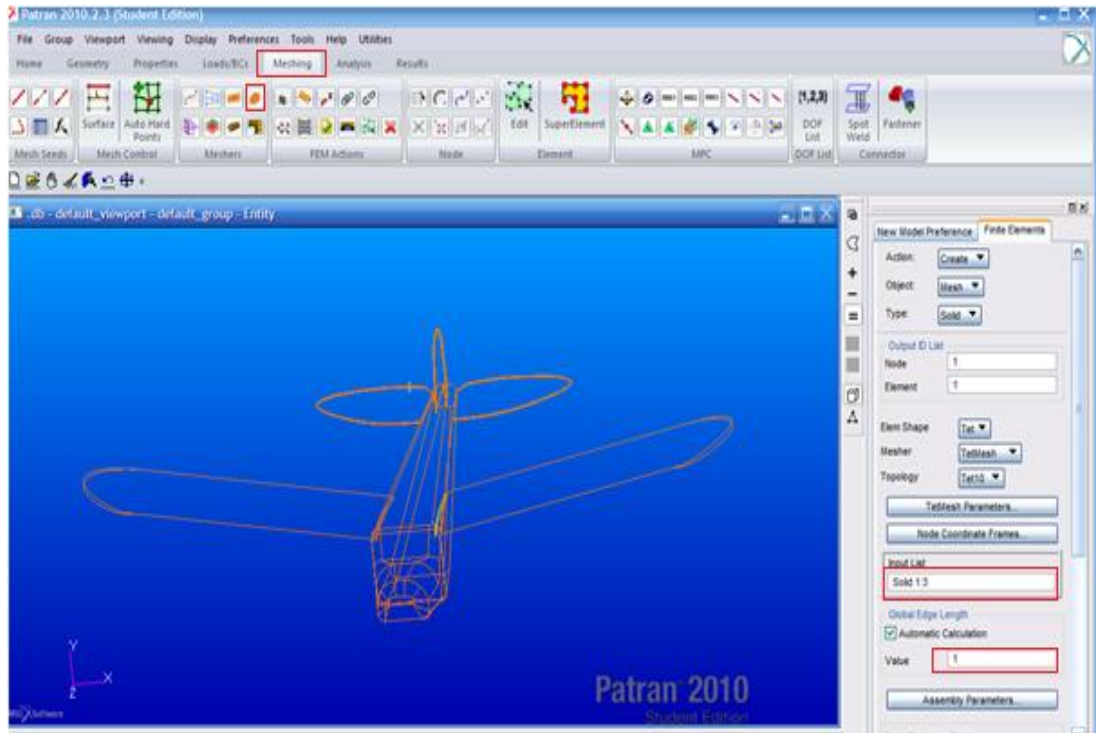 Patran 2010.2.3 (Student Edition)
File Group Viewport Viewing Display Preferences Tools Help Utilities
Home Geometry Properties Loads/BCs Meshing Analysis Results
Surface
Auto Hard Points
Edit
SuperElement
[1,2,3]
DOF List
Spot Weld
Fastener
Mesh Seeds Mesh Control Meshers FEM Actions Node Element MPC DOF List Connector
.db - default_viewport - default_group - Entity
New Model Preference Finite Elements
Action: Create
Object: Mesh
Type: Solid
Output ID List
Node 1
Element 1
Elem Shape Tet
Mesher TetMesh
Topology Tet10
TetMesh Parameters...
Node Coordinate Frames...
Input List
Solid 1:3
Global Edge Length
Automatic Calculation
Value 1
Assembly Parameters...
Y
X
Z
Patran 2010
Student Edition